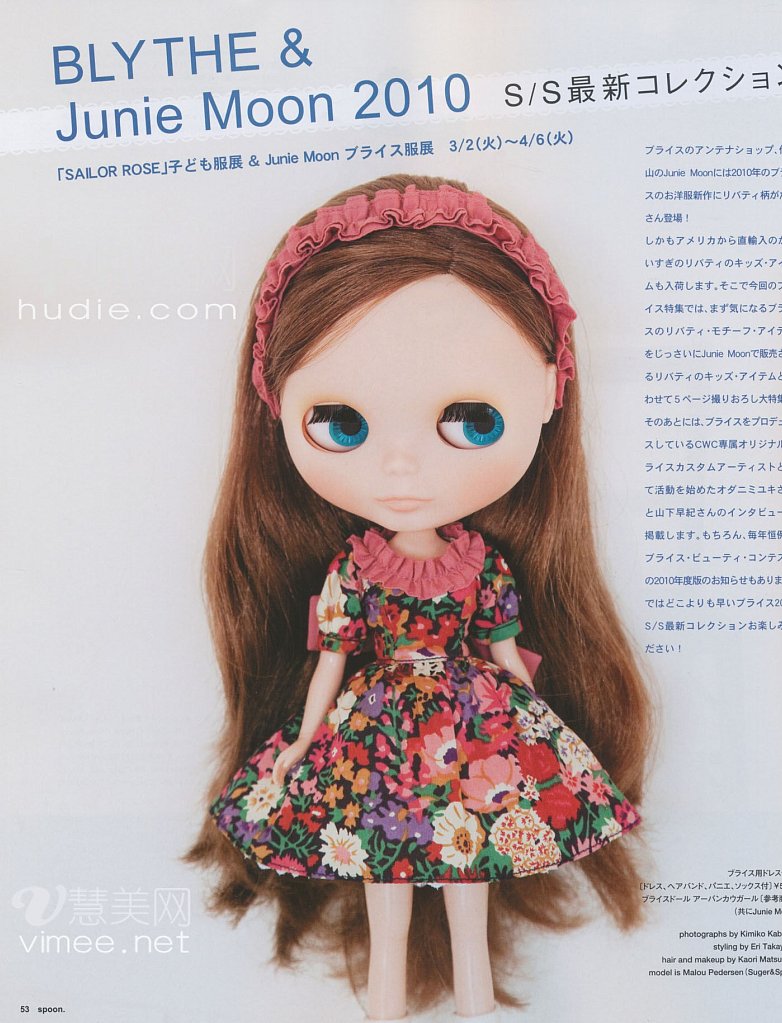 BLYTHE &
Junie Moon 2010 S/S最新コレクション
「SAILOR ROSE」子ども服展 & Junie Moon ブライス服展 3/2(火)〜4/6(火)
ブライスのアンテナショップ、
山のJunie Moonには2010年のブ
スのお洋服新作にリバティ柄が
さん登場！
しかもアメリカから直輸入のか
いすぎのリバティのキッズ・アイ
ムも入荷します。そこで今回のブ
イス特集では、まず気になるブラ
スのリバティ・モチーフ・アイテ
をじっさいにJunie Moonで販売さ
るリバティのキッズ・アイテムと
わせて5ページ撮りおろし大特集
そのあとには、ブライスをプロデュ
スしているCWC専属オリジナル
ライスカスタムアーティストと
て活動を始めたオダニミユキさ
と山下早紀さんのインタビュー
掲載します。もちろん、毎年恒例
ブライス・ビューティ・コンテス
の2010年度版のお知らせもありま
ではどこよりも早いブライス2
S/S最新コレクションお楽しみ
ださい！
hudie.com
ブライス用ドレス
［ドレス、ヘアバンド、パニエ、ソックス付］¥
ブライスドール アーバンカウガール［参考
（共にJunie M
photographs by Kimiko Kab
styling by Eri Takay
hair and makeup by Kaori Matsu
model is Malou Pedersen（Suger&Sp
慧美网
vimee.net
53 spoon.